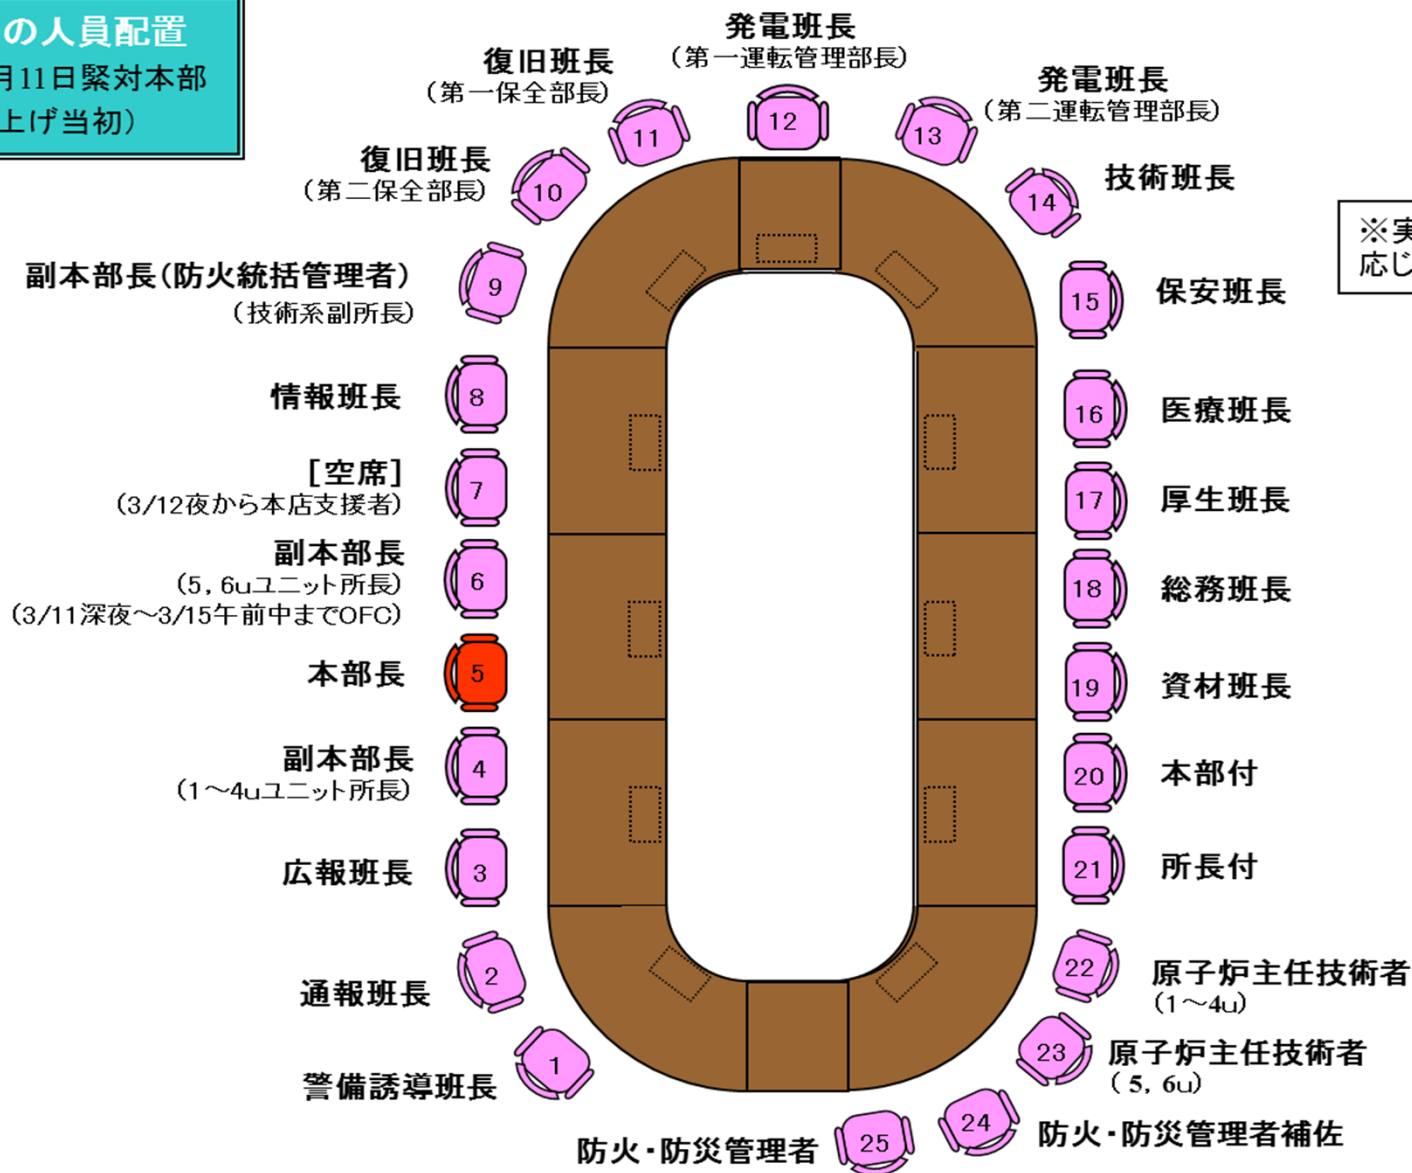 の人員配置
月11日緊対本部
上げ当初）
発電班長
（第一運転管理部長）
12
復旧班長
（第一保全部長）
11
発電班長
（第二運転管理部長）
13
復旧班長
（第二保全部長）
10
技術班長
14
※実
応じ
副本部長（防火統括管理者）
（技術系副所長）
9
保安班長
15
情報班長
8
医療班長
16
［空席］
（3/12夜から本店支援者）
7
厚生班長
17
副本部長
（5，6uユニット所長）
（3/11深夜～3/15午前中までOFC）
6
総務班長
18
本部長
5
資材班長
19
副本部長
（1～4uユニット所長）
4
本部付
20
広報班長
3
所長付
21
通報班長
2
原子炉主任技術者
（1～4u）
22
警備誘導班長
1
原子炉主任技術者
（ 5，6u）
23
防火・防災管理者補佐
24
防火・防災管理者
25